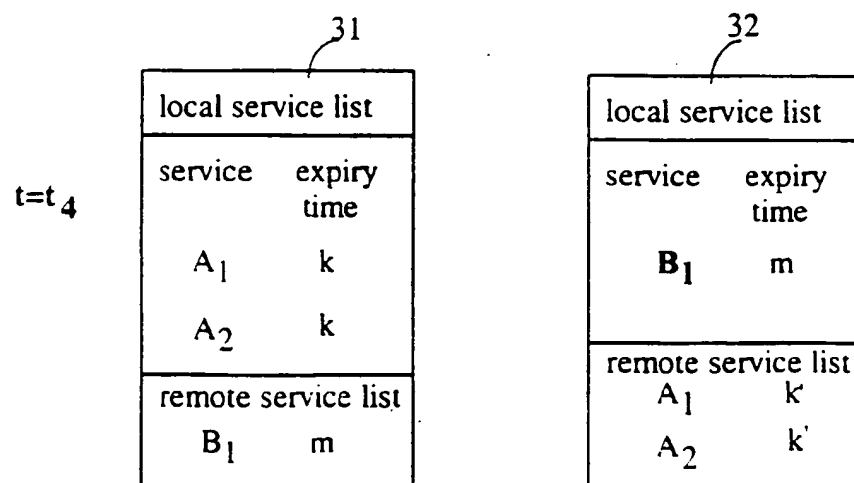 31
local service list
service expiry
time
A1 k
A2 k
remote service list
B1 m
t=t4
32
local service list
service expiry
time
B1 m
remote service list
A1 k'
A2 k'